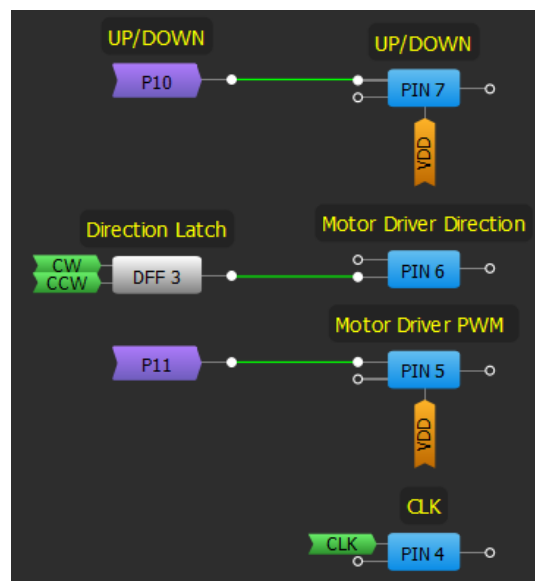 UP/DOWN
UP/DOWN
P10
PIN 7
VDD
Direction Latch
Motor Driver Direction
CW
CCW
DFF 3
PIN 6
Motor Driver PWM
P11
PIN 5
VDD
CLK
CLK
PIN 4